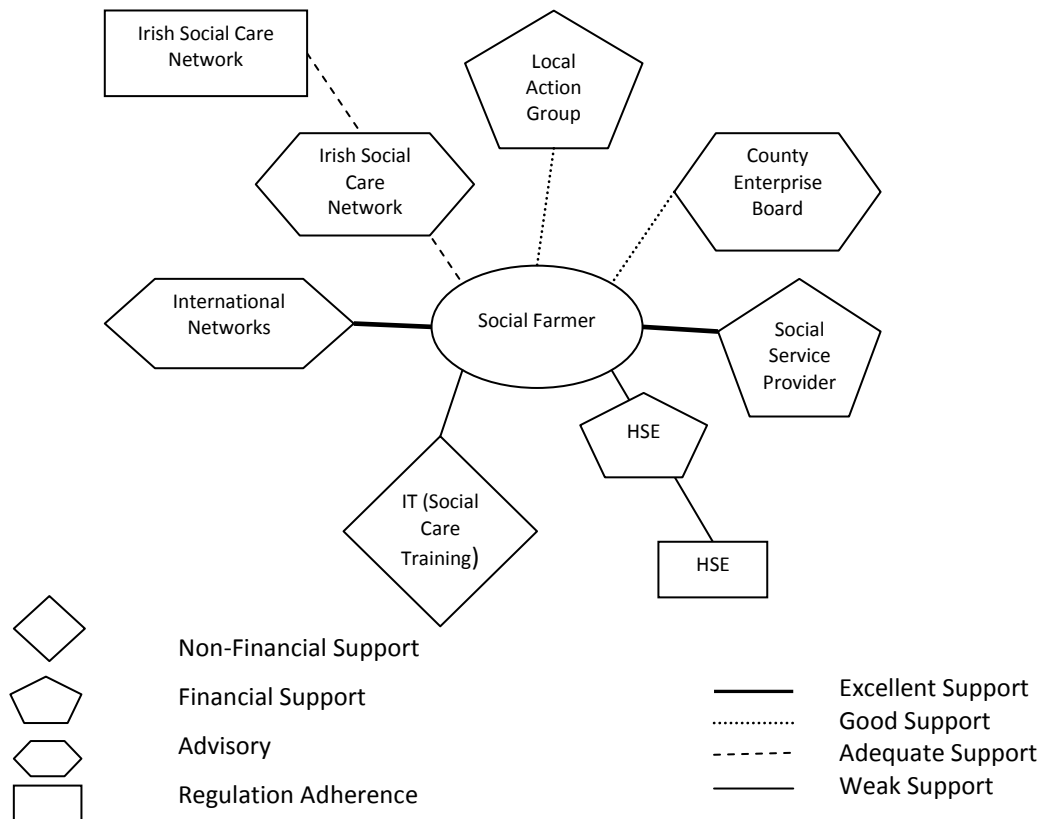 Irish Social Care
Network
Local
Action
Group
Irish Social
Care
Network
County
Enterprise
Board
International
Networks
Social Farmer
Social
Service
Provider
HSE
IT (Social
Care
Training)
HSE
Non-Financial Support
Financial Support
Advisory
Regulation Adherence
Excellent Support
Good Support
Adequate Support
Weak Support